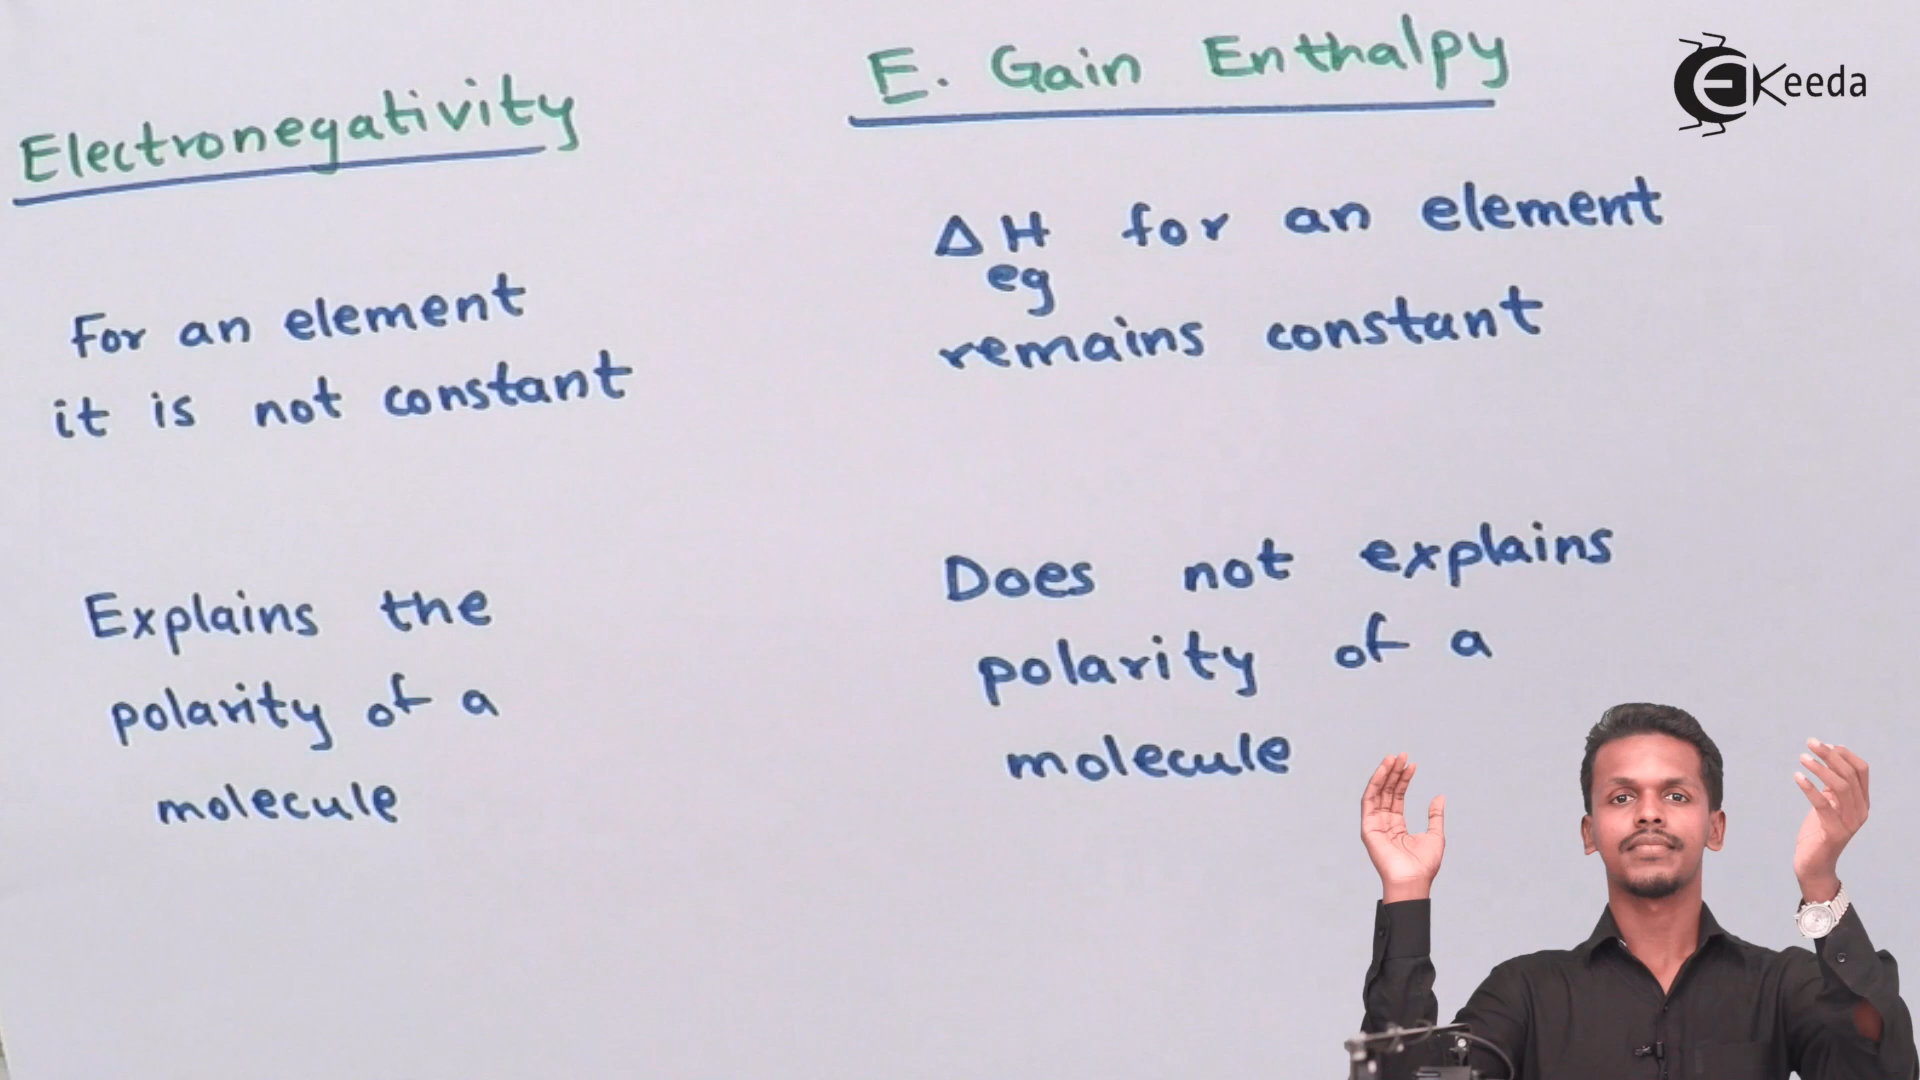 Electronegativity
For an element
it is not constant
Explains the
polarity of a
molecule
E. Gain Enthalpy
ΔH for an element
eg
remains constant
Does not explains
polarity of a
molecule
EKeeda